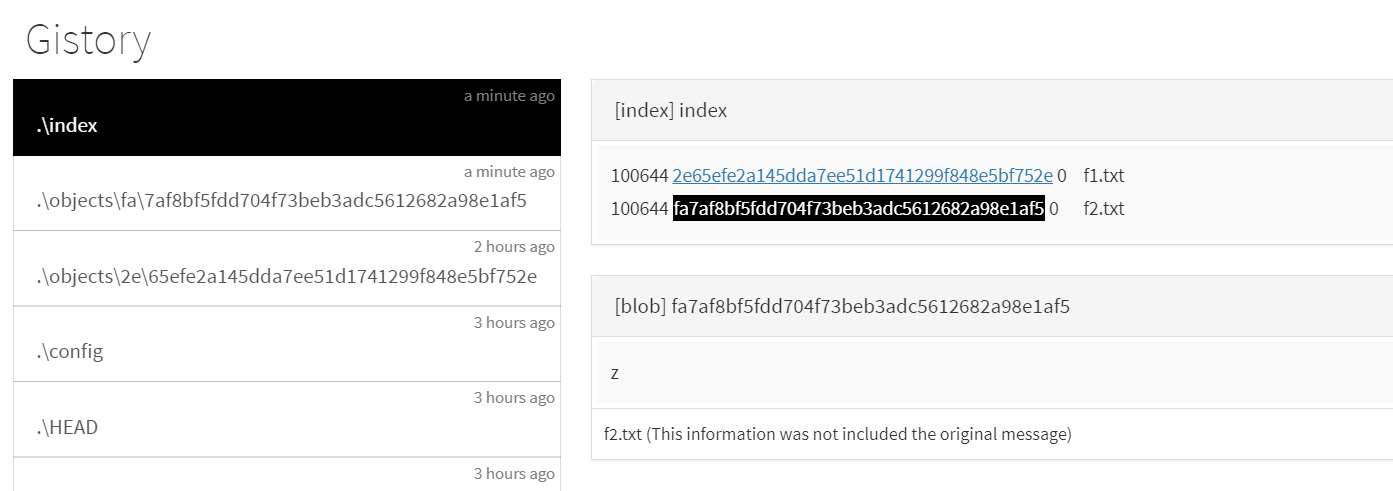 Gistory
a minute ago
.\index
a minute ago
.\objects\fa\7af8bf5fdd704f73beb3adc5612682a98e1af5
2 hours ago
.\objects\2e\65efe2a145dda7ee51d1741299f848e5bf752e
3 hours ago
.\config
3 hours ago
.\HEAD
3 hours ago
[index] index
100644 2e65efe2a145dda7ee51d1741299f848e5bf752e 0 f1.txt
100644 fa7af8bf5fdd704f73beb3adc5612682a98e1af5 0 f2.txt
[blob] fa7af8bf5fdd704f73beb3adc5612682a98e1af5
z
f2.txt (This information was not included the original message)